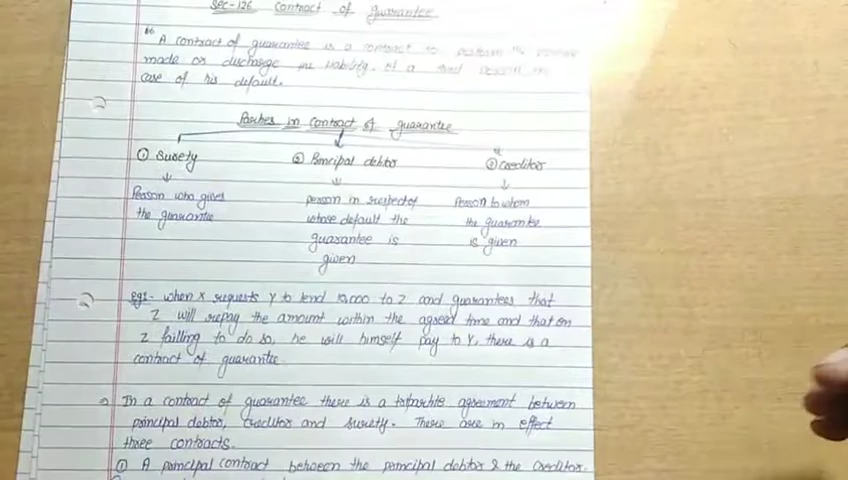 Sec-126 Contract of guarantee
" A contract of guarantee is a contract to perform the promise
made or discharge the liability of a third person in
case of his default.
Parties in contract of guarantee
① Surety ② Principal debtor ③ Creditor
Person who gives person in respect of Person to whom
the guarantee whose default the the guarantee
guarantee is is given
given
eg:- when X requests Y to lend 10,000 to Z and guarantees that
Z will repay the amount within the agreed time and that on
Z failling to do so, he will himself pay to Y, there is a
contract of guarantee.
⇒ In a contract of guarantee there is a tripartite agreement between
principal debtor, creditor and surety. There are in effect
three contracts.
① A principal contract between the principal debtor & the creditor.